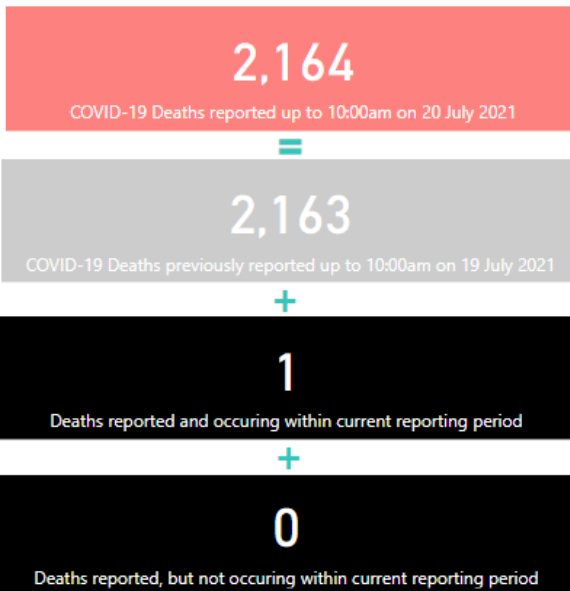 2,164
COVID-19 Deaths reported up to 10:00am on 20 July 2021
=
2,163
COVID-19 Deaths previously reported up to 10:00am on 19 July 2021
+
1
Deaths reported and occuring within current reporting period
+
0
Deaths reported, but not occuring within current reporting period